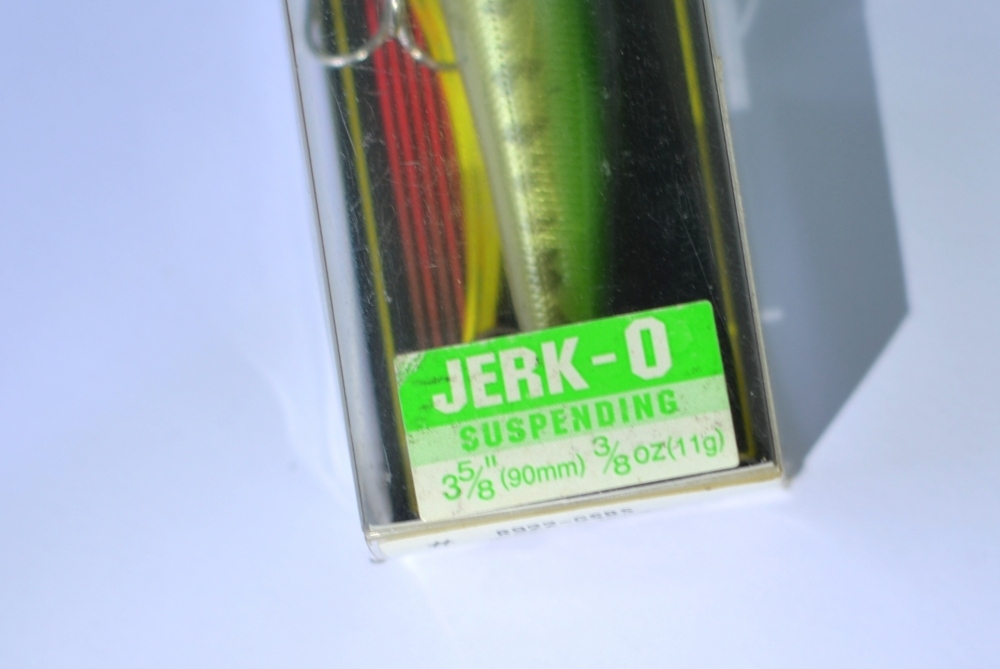 JERK-O
SUSPENDING
3 5/8" (90mm) 3/8 oz (11g)